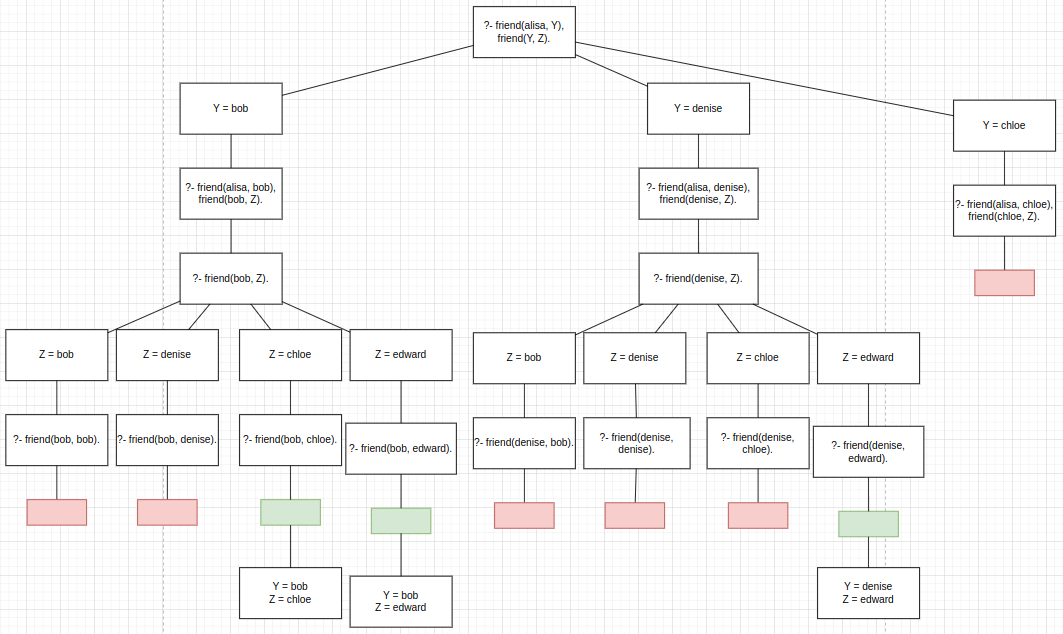 ?- friend(alisa, Y),
friend(Y, Z).
Y = bob
Y = denise
Y = chloe
?- friend(alisa, bob),
friend(bob, Z).
?- friend(alisa, denise),
friend(denise, Z).
?- friend(alisa, chloe),
friend(chloe, Z).
?- friend(bob, Z).
?- friend(denise, Z).
Z = bob
Z = denise
Z = chloe
Z = edward
Z = bob
Z = denise
Z = chloe
Z = edward
?- friend(bob, bob).
?- friend(bob, denise).
?- friend(bob, chloe).
?- friend(bob, edward).
?- friend(denise, bob).
?- friend(denise,
denise).
?- friend(denise,
chloe).
?- friend(denise,
edward).
Y = bob
Z = chloe
Y = bob
Z = edward
Y = denise
Z = edward